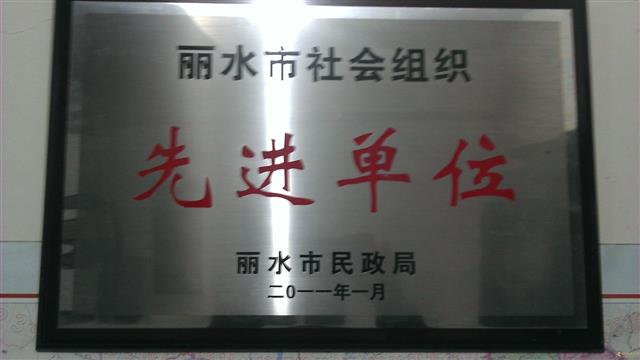 丽水市社会组织
先进单位
丽水市民政局
二0一一年一月